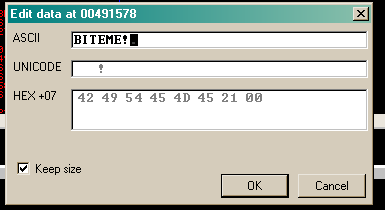 Edit data at 00491578
ASCII BITEME!.
UNICODE !
HEX +07 42 49 54 45 4D 45 21 00
Keep size
OK Cancel